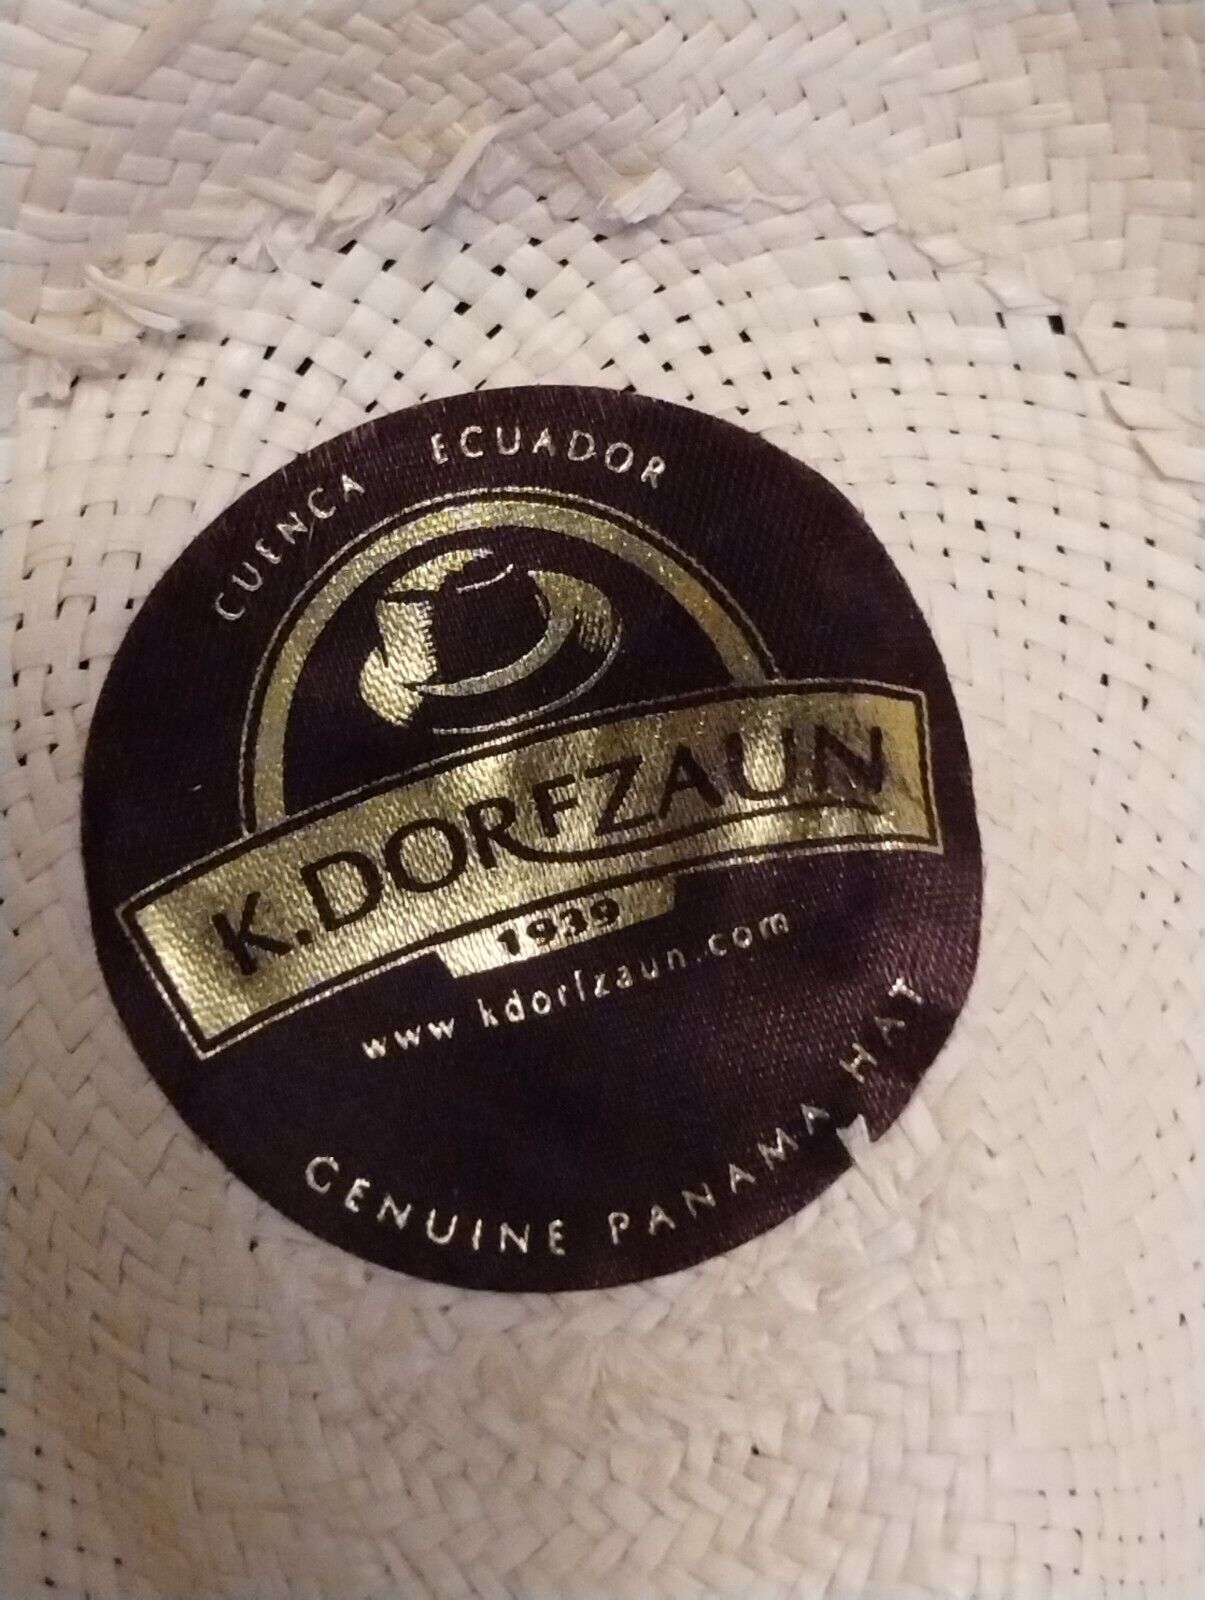 CUENCA ECUADOR
K.DORFZAUN
1939
www kdorfzaun.com
GENUINE PANAMA HAT